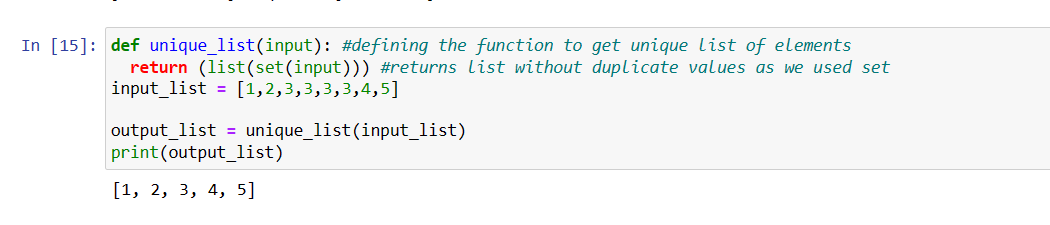 In [15]: def unique_list(input): #defining the function to get unique list of elements
return (list(set(input))) #returns list without duplicate values as we used set
input_list = [1,2,3,3,3,3,4,5]
output_list = unique_list(input_list)
print(output_list)
[1, 2, 3, 4, 5]